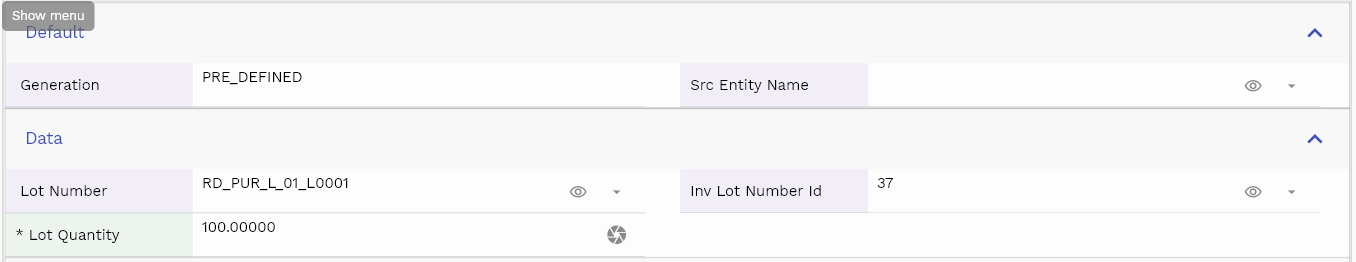 Show menu
Default
Generation PRE_DEFINED Src Entity Name
Data
Lot Number RD_PUR_L_01_L0001 Inv Lot Number Id 37
* Lot Quantity 100.00000